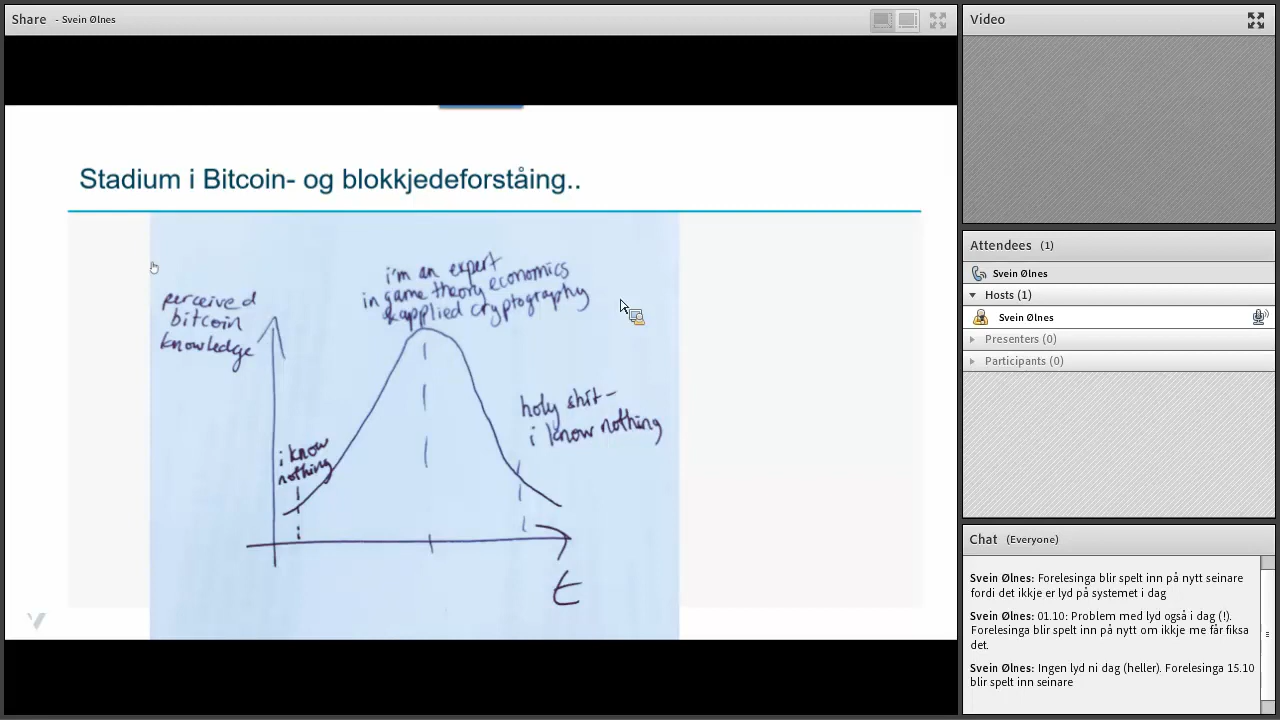 Share - Svein Ølnes
Stadium i Bitcoin- og blokkjedeforståing..
perceived
bitcoin
knowledge
i'm an expert
in game theory economics
& applied cryptography
i know
nothing
holy shit-
i know nothing
t
Video
Attendees (1)
Svein Ølnes
Hosts (1)
Svein Ølnes
Presenters (0)
Participants (0)
Chat (Everyone)
Svein Ølnes: Forelesinga blir spelt inn på nytt seinare
fordi det ikkje er lyd på systemet i dag
Svein Ølnes: 01.10: Problem med lyd også i dag (!).
Forelesinga blir spelt inn på nytt om ikkje me får fiksa
det.
Svein Ølnes: Ingen lyd ni dag (heller). Forelesinga 15.10
blir spelt inn seinare